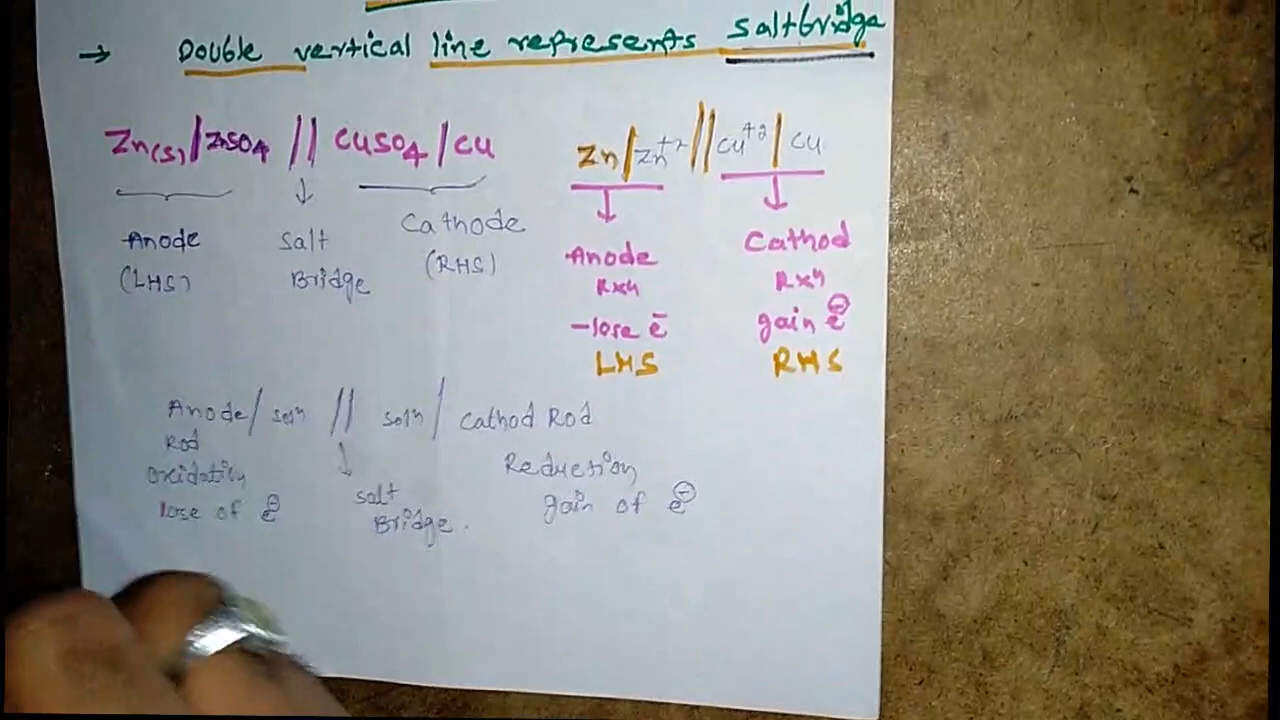 → Double vertical line represents saltbridge
Zn(s)/ZnSO4 // CuSO4/Cu
Anode
(LHS)
↓
Salt
Bridge
Cathode
(RHS)
Zn/Zn+2//Cu+2/Cu
↓
Anode
Rxn
-lose e-
LHS
↓
Cathod
Rxn
gain e⊖
RHS
Anode/soln // soln/Cathod Rod
Rod
oxidation
lose of e⊖
↓
salt
Bridge.
Reduction
gain of e⊖